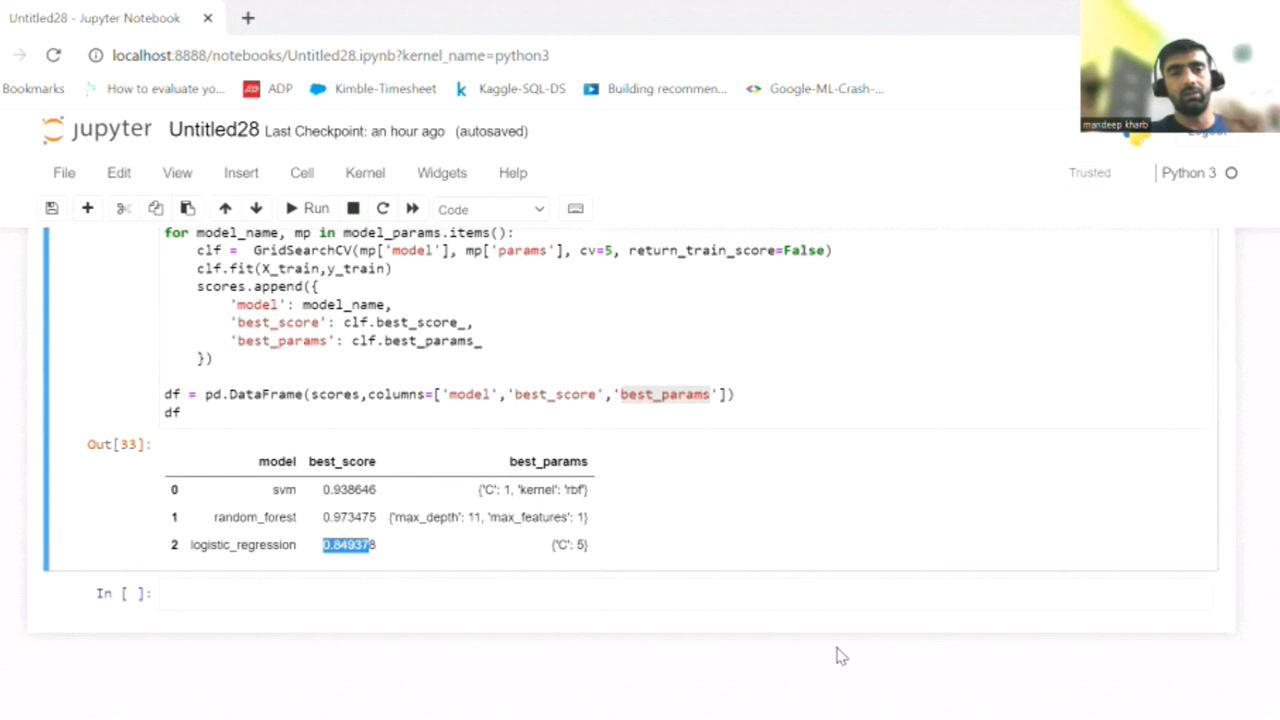 Untitled28 - Jupyter Notebook
localhost:8888/notebooks/Untitled28.ipynb?kernel_name=python3
Bookmarks How to evaluate yo... ADP Kimble-Timesheet Kaggle-SQL-DS Building recommen... Google-ML-Crash-...
mandeep kharb
jupyter Untitled28 Last Checkpoint: an hour ago (autosaved)
File Edit View Insert Cell Kernel Widgets Help Trusted Python 3
Run Code
for model_name, mp in model_params.items():
clf = GridSearchCV(mp['model'], mp['params'], cv=5, return_train_score=False)
clf.fit(X_train,y_train)
scores.append({
'model': model_name,
'best_score': clf.best_score_,
'best_params': clf.best_params_
})
df = pd.DataFrame(scores,columns=['model','best_score','best_params'])
df
Out[33]:
model best_score best_params
0 svm 0.938646 {'C': 1, 'kernel': 'rbf'}
1 random_forest 0.973475 {'max_depth': 11, 'max_features': 1}
2 logistic_regression 0.849378 {'C': 5}
In [ ]: